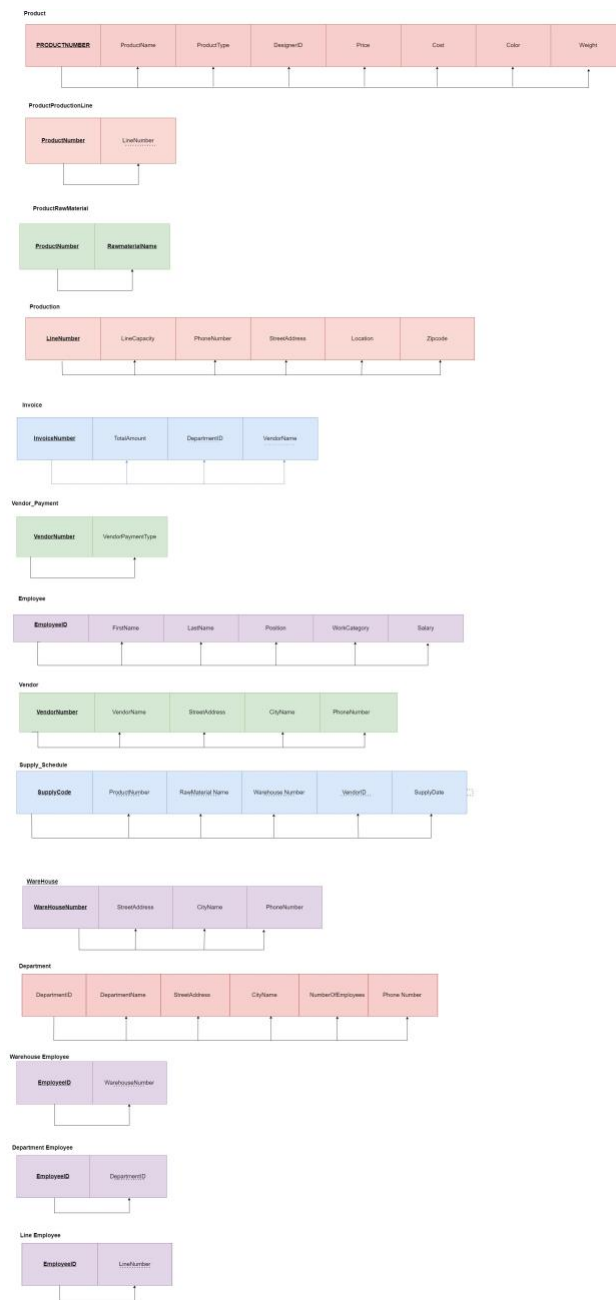 Product
PRODUCTNUMBER ProductName ProductType DesignerID Price Cost Color Weight
ProductProductionLine
ProductNumber LineNumber
ProductRawMaterial
ProductNumber RawmaterialName
Production
LineNumber LineCapacity PhoneNumber StreetAddress Location Zipcode
Invoice
InvoiceNumber TotalAmount DepartmentID VendorName
Vendor_Payment
VendorNumber VendorPaymentType
Employee
EmployeeID FirstName LastName Position WorkCategory Salary
Vendor
VendorNumber VendorName StreetAddress CityName PhoneNumber
Supply_Schedule
SupplyCode ProductNumber RawMaterial Name Warehouse Number VendorID SupplyDate
WareHouse
WareHouseNumber StreetAddress CityName PhoneNumber
Department
DepartmentID DepartmentName StreetAddress CityName NumberOfEmployees Phone Number
Warehouse Employee
EmployeeID WarehouseNumber
Department Employee
EmployeeID DepartmentID
Line Employee
EmployeeID LineNumber